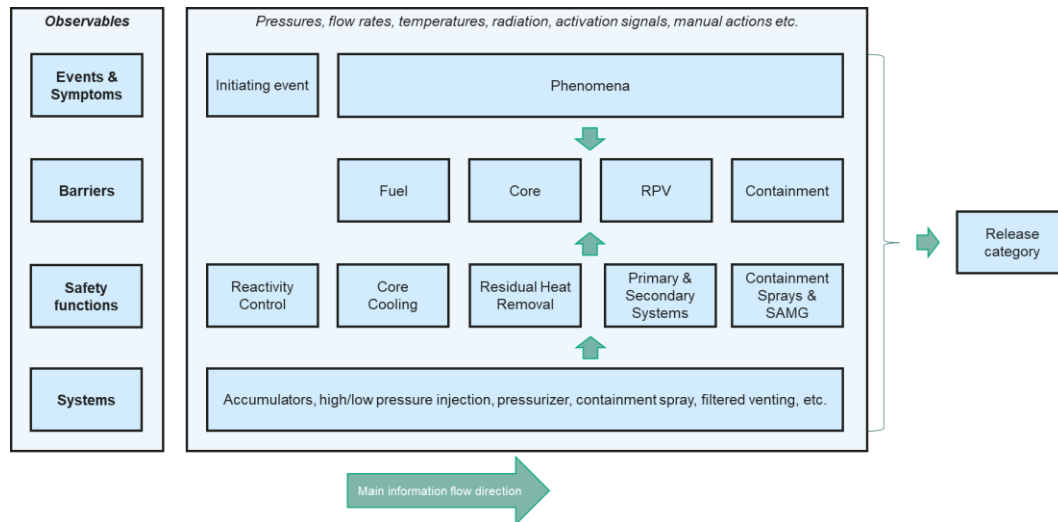 Observables
Pressures, flow rates, temperatures, radiation, activation signals, manual actions etc.
Events &
Symptoms
Initiating event
Phenomena
Barriers
Fuel
Core
RPV
Containment
Release
category
Safety
functions
Reactivity
Control
Core
Cooling
Residual Heat
Removal
Primary &
Secondary
Systems
Containment
Sprays &
SAMG
Systems
Accumulators, high/low pressure injection, pressurizer, containment spray, filtered venting, etc.
Main information flow direction